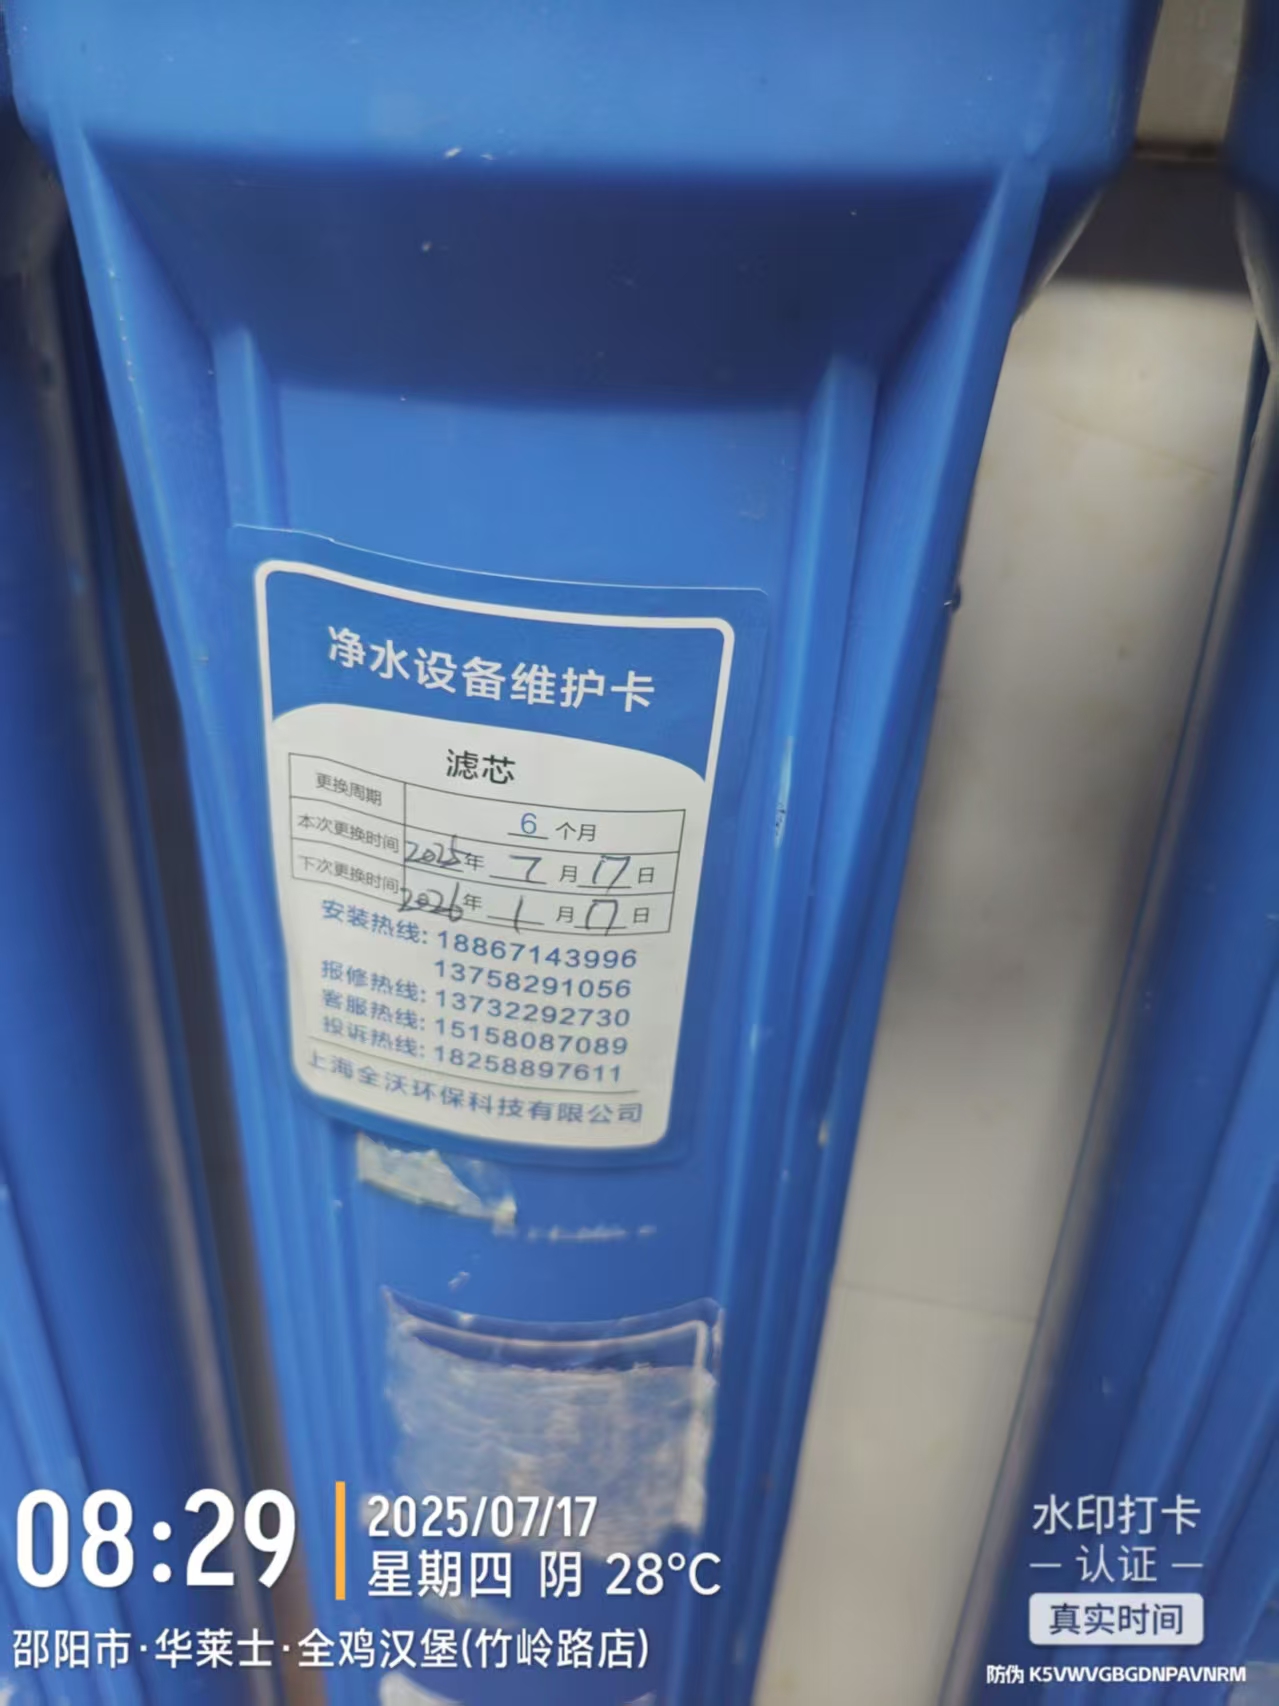 净水设备维护卡
滤芯
更换周期 6 个月
本次更换时间 2025年 7 月 17 日
下次更换时间 2026年 1 月 17 日
安装热线: 18867143996
13758291056
报修热线: 13732292730
客服热线: 15158087089
投诉热线: 18258897611
上海全沃环保科技有限公司
08:29
2025/07/17
星期四 阴 28°C
邵阳市·华莱士·全鸡汉堡(竹岭路店)
水印打卡
认证
真实时间
防伪 K5VWVGBGDNPAVNRM